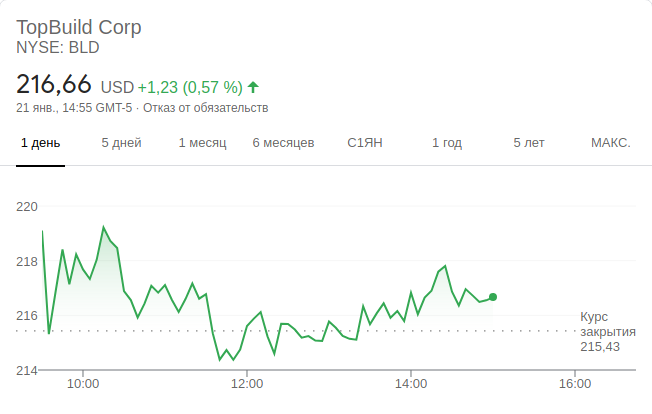 TopBuild Corp
NYSE: BLD
216,66 USD +1,23 (0,57 %)
21 янв., 14:55 GMT-5 · Отказ от обязательств
1 день 5 дней 1 месяц 6 месяцев С1ЯН 1 год 5 лет МАКС.
220
218
216
214
Курс
закрытия
215,43
10:00 12:00 14:00 16:00